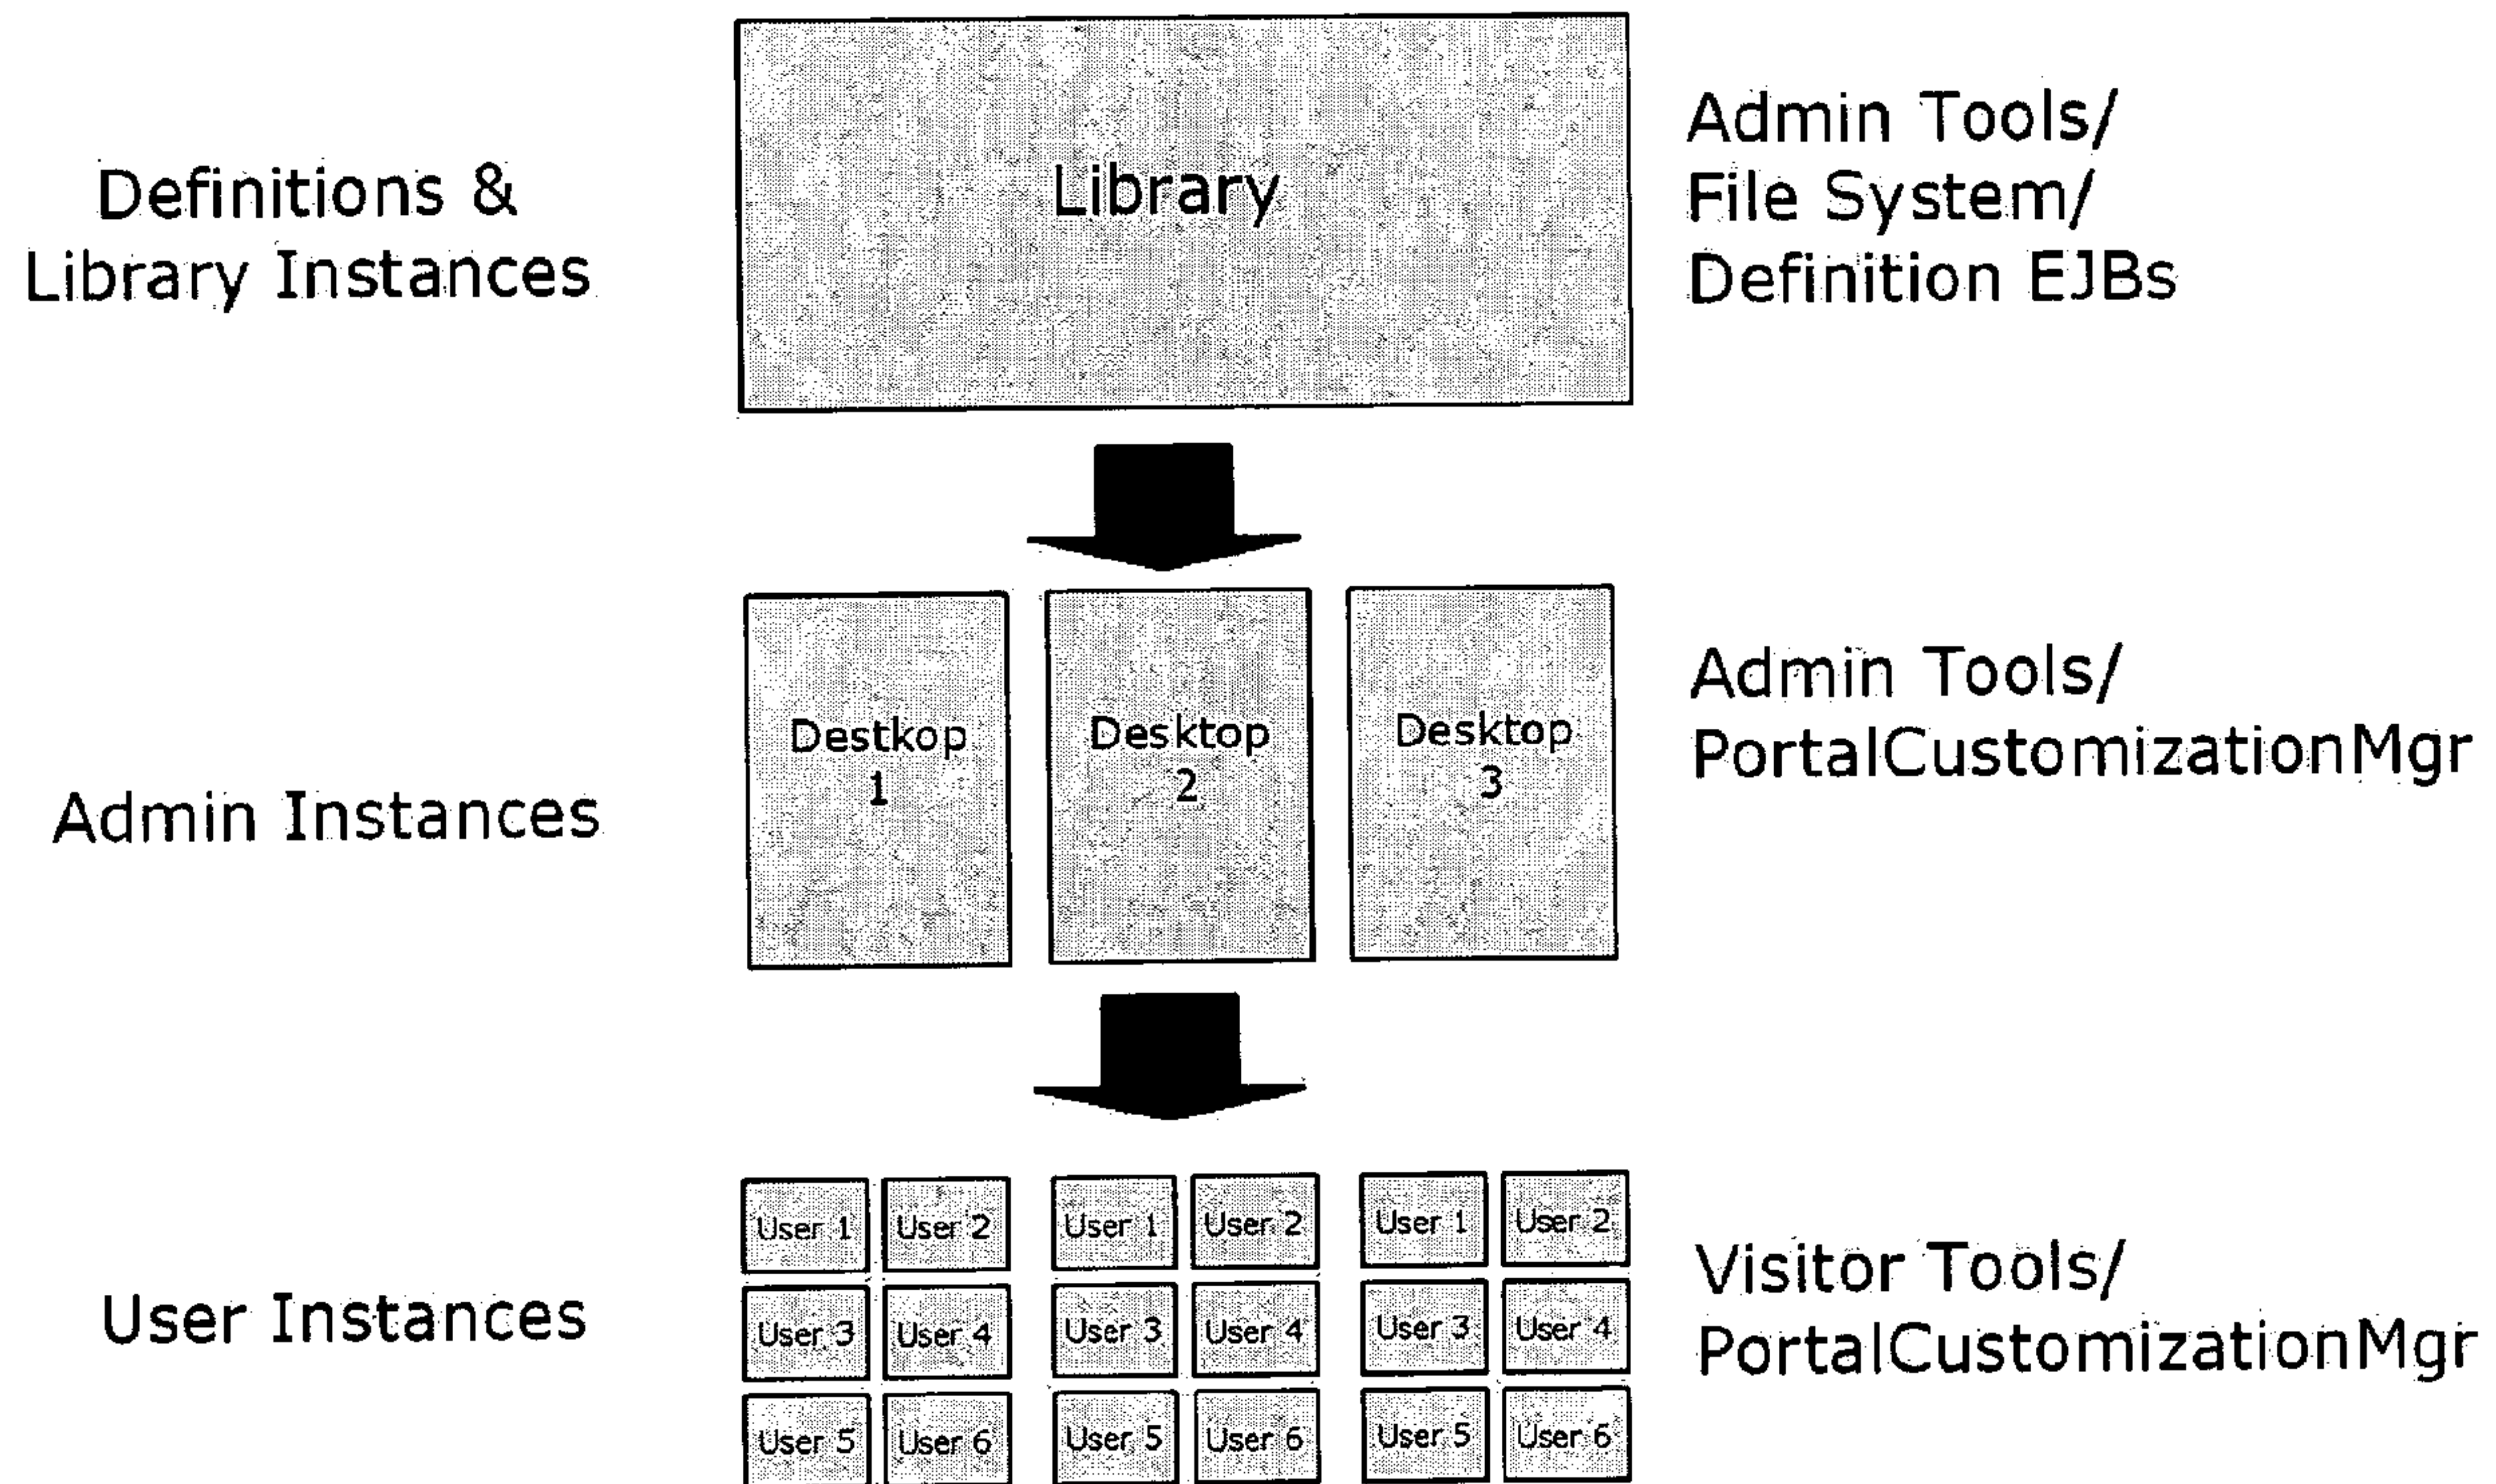 Definitions &
Library Instances
Library
Admin Tools/
File System/
Definition EJBs
Admin Instances
Destkop
1
Desktop
2
Desktop
3
Admin Tools/
PortalCustomizationMgr
User Instances
User 1
User 2
User 1
User 2
User 1
User 2
User 3
User 4
User 3
User 4
User 3
User 4
User 5
User 6
User 5
User 6
User 5
User 6
Visitor Tools/
PortalCustomizationMgr